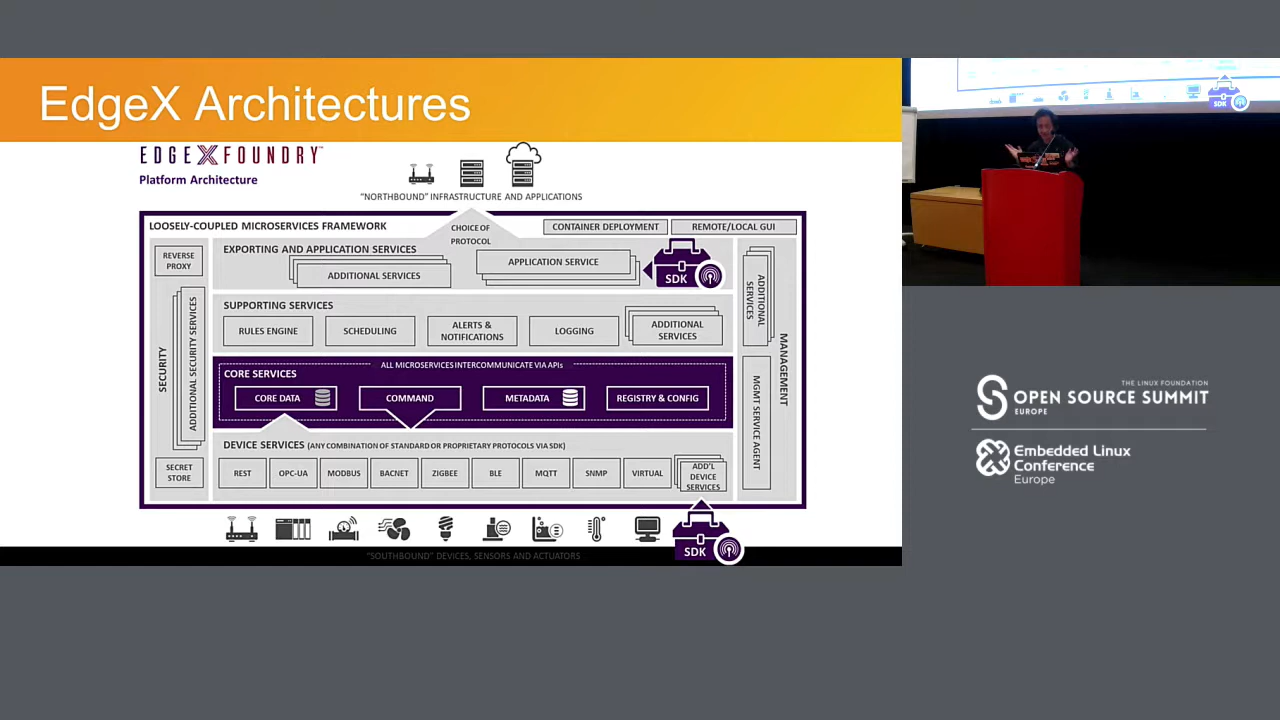 EdgeX Architectures
EDGE X FOUNDRY™
Platform Architecture
"NORTHBOUND" INFRASTRUCTURE AND APPLICATIONS
LOOSELY-COUPLED MICROSERVICES FRAMEWORK
CHOICE OF
PROTOCOL
CONTAINER DEPLOYMENT
REMOTE/LOCAL GUI
REVERSE
PROXY
EXPORTING AND APPLICATION SERVICES
ADDITIONAL SERVICES
APPLICATION SERVICE
SDK
ADDITIONAL
SERVICES
SUPPORTING SERVICES
RULES ENGINE
SCHEDULING
ALERTS &
NOTIFICATIONS
LOGGING
ADDITIONAL
SERVICES
SECURITY
ADDITIONAL SECURITY SERVICES
MANAGEMENT
ALL MICROSERVICES INTERCOMMUNICATE VIA APIs
CORE SERVICES
CORE DATA
COMMAND
METADATA
REGISTRY & CONFIG
MGMT SERVICE AGENT
DEVICE SERVICES (ANY COMBINATION OF STANDARD OR PROPRIETARY PROTOCOLS VIA SDK)
SECRET
STORE
REST
OPC-UA
MODBUS
BACNET
ZIGBEE
BLE
MQTT
SNMP
VIRTUAL
ADD'L
DEVICE
SERVICES
SDK
"SOUTHBOUND" DEVICES, SENSORS AND ACTUATORS
SDK
THE LINUX FOUNDATION
OPEN SOURCE SUMMIT
EUROPE
Embedded Linux
Conference
Europe